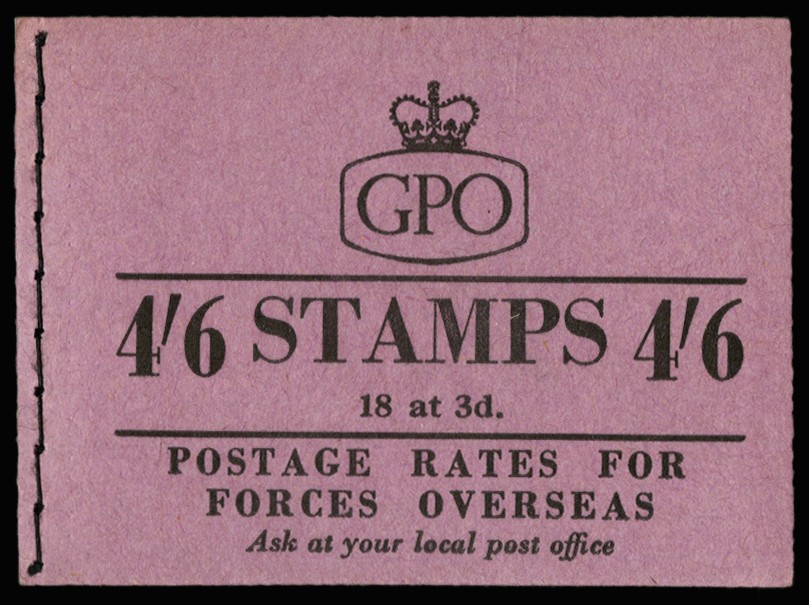 GPO
4'6 STAMPS 4'6
18 at 3d.
POSTAGE RATES FOR
FORCES OVERSEAS
Ask at your local post office